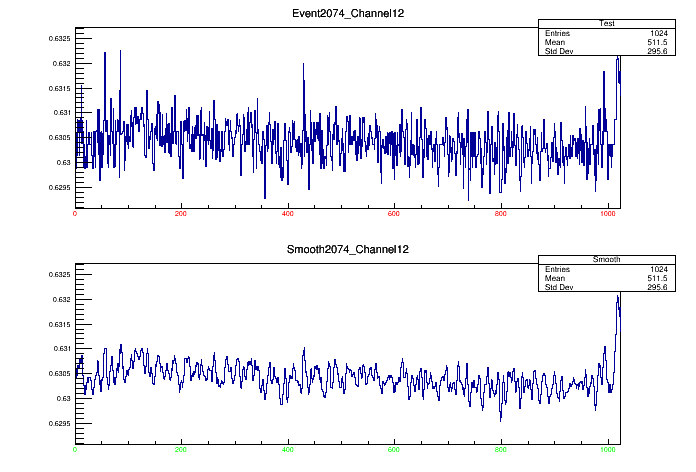 Event2074_Channel12
Test
Entries 1024
Mean 511.5
Std Dev 295.6
0.6325
0.632
0.6315
0.631
0.6305
0.63
0.6295
0 200 400 600 800 1000
Smooth2074_Channel12
Smooth
Entries 1024
Mean 511.5
Std Dev 295.6
0.6325
0.632
0.6315
0.631
0.6305
0.63
0.6295
0 200 400 600 800 1000